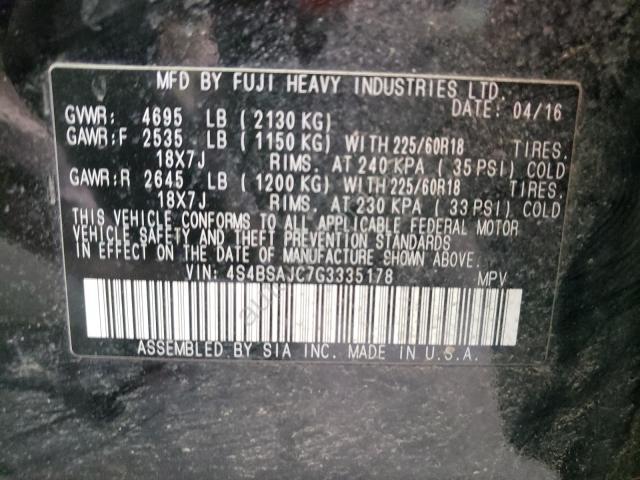 MFD BY FUJI HEAVY INDUSTRIES LTD.
DATE: 04/16
GVWR: 4695 LB (2130 KG)
GAWR:F 2535 LB (1150 KG) WITH 225/60R18 TIRES.
18X7J RIMS. AT 240 KPA (35 PSI) COLD
GAWR:R 2645 LB (1200 KG) WITH 225/60R18 TIRES.
18X7J RIMS. AT 230 KPA (33 PSI) COLD
THIS VEHICLE CONFORMS TO ALL APPLICABLE FEDERAL MOTOR
VEHICLE SAFETY AND THEFT PREVENTION STANDARDS
IN EFFECT ON THE DATE OF MANUFACTURE SHOWN ABOVE.
VIN: 4S4BSAJC7G3335178 MPV
ASSEMBLED BY SIA INC. MADE IN U.S.A.